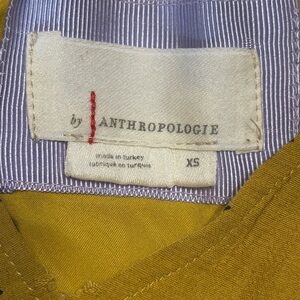 by ANTHROPOLOGIE
made in turkey XS
fabriqué en turquie